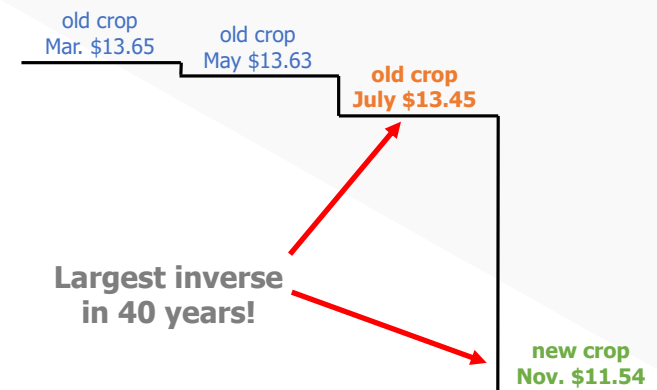 old crop
Mar. $13.65
old crop
May $13.63
old crop
July $13.45
Largest inverse
in 40 years!
new crop
Nov. $11.54